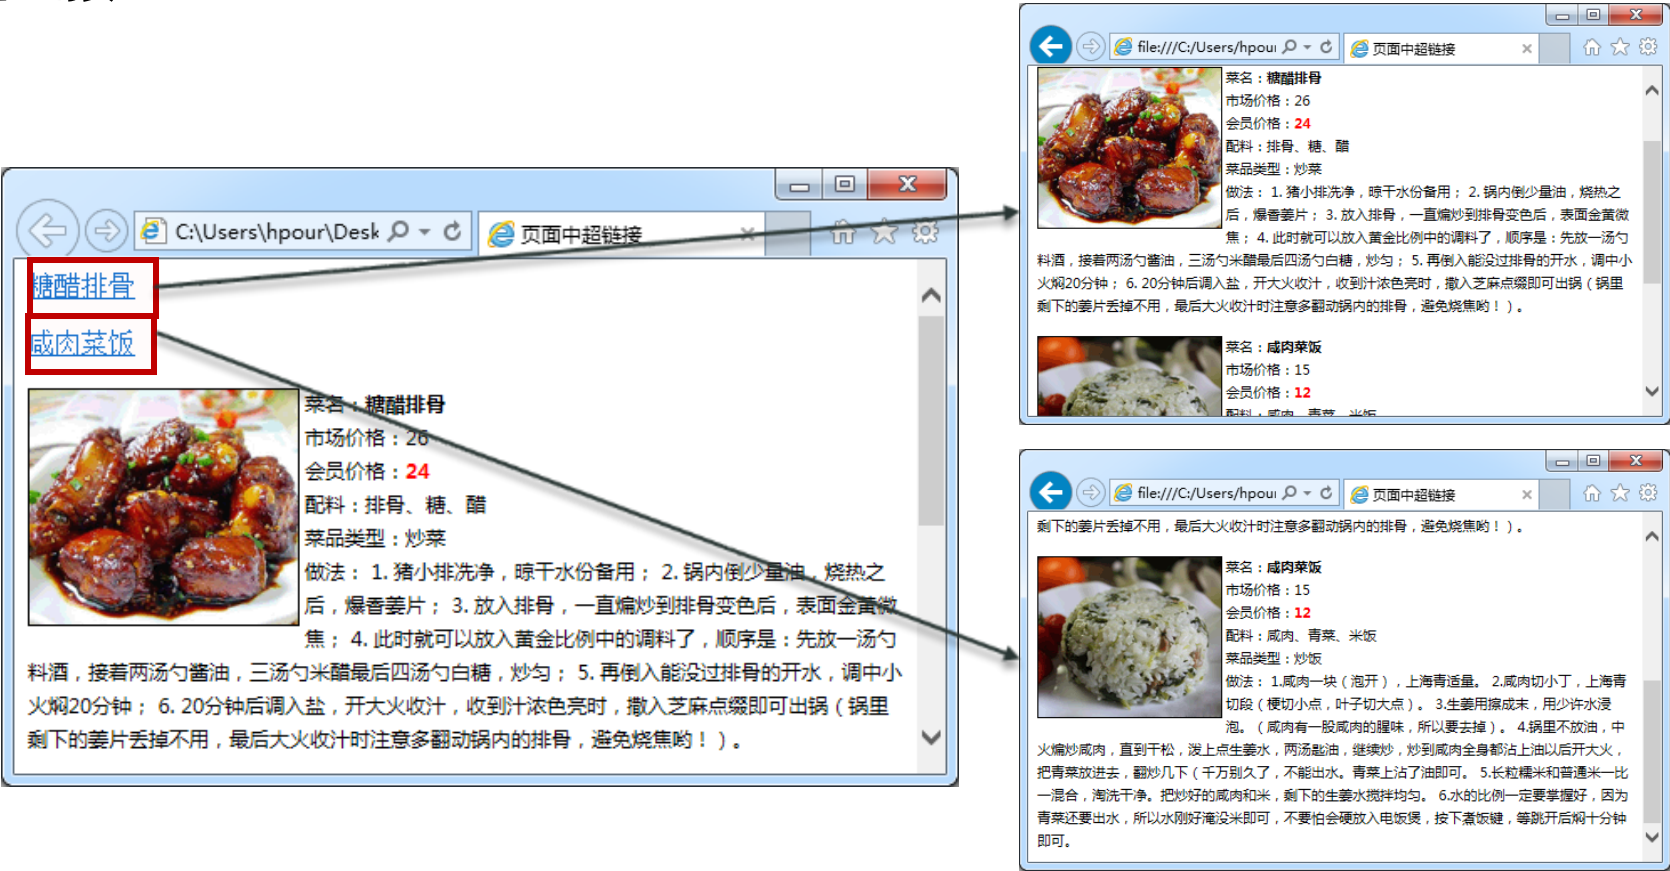 C:\Users\hpour\Desk
页面中超链接
糖醋排骨
咸肉菜饭
菜名：糖醋排骨
市场价格：26
会员价格：24
配料：排骨、糖、醋
菜品类型：炒菜
做法： 1. 猪小排洗净，晾干水份备用； 2. 锅内倒少量油，烧热之
后，爆香姜片； 3. 放入排骨，一直煸炒到排骨变色后，表面金黄微
焦； 4. 此时就可以放入黄金比例中的调料了，顺序是：先放一汤勺
料酒，接着两汤勺酱油，三汤勺米醋最后四汤勺白糖，炒匀； 5. 再倒入能没过排骨的开水，调中小
火焖20分钟； 6. 20分钟后调入盐，开大火收汁，收到汁浓色亮时，撒入芝麻点缀即可出锅（锅里
剩下的姜片丢掉不用，最后大火收汁时注意多翻动锅内的排骨，避免烧焦哟！）。
file:///C:/Users/hpour
页面中超链接
菜名：糖醋排骨
市场价格：26
会员价格：24
配料：排骨、糖、醋
菜品类型：炒菜
做法： 1. 猪小排洗净，晾干水份备用； 2. 锅内倒少量油，烧热之
后，爆香姜片； 3. 放入排骨，一直煸炒到排骨变色后，表面金黄微
焦； 4. 此时就可以放入黄金比例中的调料了，顺序是：先放一汤勺
料酒，接着两汤勺酱油，三汤勺米醋最后四汤勺白糖，炒匀； 5. 再倒入能没过排骨的开水，调中小
火焖20分钟； 6. 20分钟后调入盐，开大火收汁，收到汁浓色亮时，撒入芝麻点缀即可出锅（锅里
剩下的姜片丢掉不用，最后大火收汁时注意多翻动锅内的排骨，避免烧焦哟！）。
菜名：咸肉菜饭
市场价格：15
会员价格：12
配料：咸肉、青菜、米饭
file:///C:/Users/hpour
页面中超链接
剩下的姜片丢掉不用，最后大火收汁时注意多翻动锅内的排骨，避免烧焦哟！）。
菜名：咸肉菜饭
市场价格：15
会员价格：12
配料：咸肉、青菜、米饭
菜品类型：炒饭
做法： 1.咸肉一块（泡开），上海青适量。 2.咸肉切小丁，上海青
切段（梗切小点，叶子切大点）。 3.生姜用擦成末，用少许水浸
泡。（咸肉有一股咸肉的腥味，所以要去掉）。 4.锅里不放油，中
火煸炒咸肉，直到干松，泼上点生姜水，两汤匙油，继续炒，炒到咸肉全身都沾上油以后开大火，
把青菜放进去，翻炒几下（千万别久了，不能出水。青菜上沾了油即可。 5.长粒糯米和普通米一比
一混合，淘洗干净。把炒好的咸肉和米，剩下的生姜水搅拌均匀。 6.水的比例一定要掌握好，因为
青菜还要出水，所以水刚好淹没米即可，不要怕会硬放入电饭煲，按下煮饭键，等跳开后焖十分钟
即可。